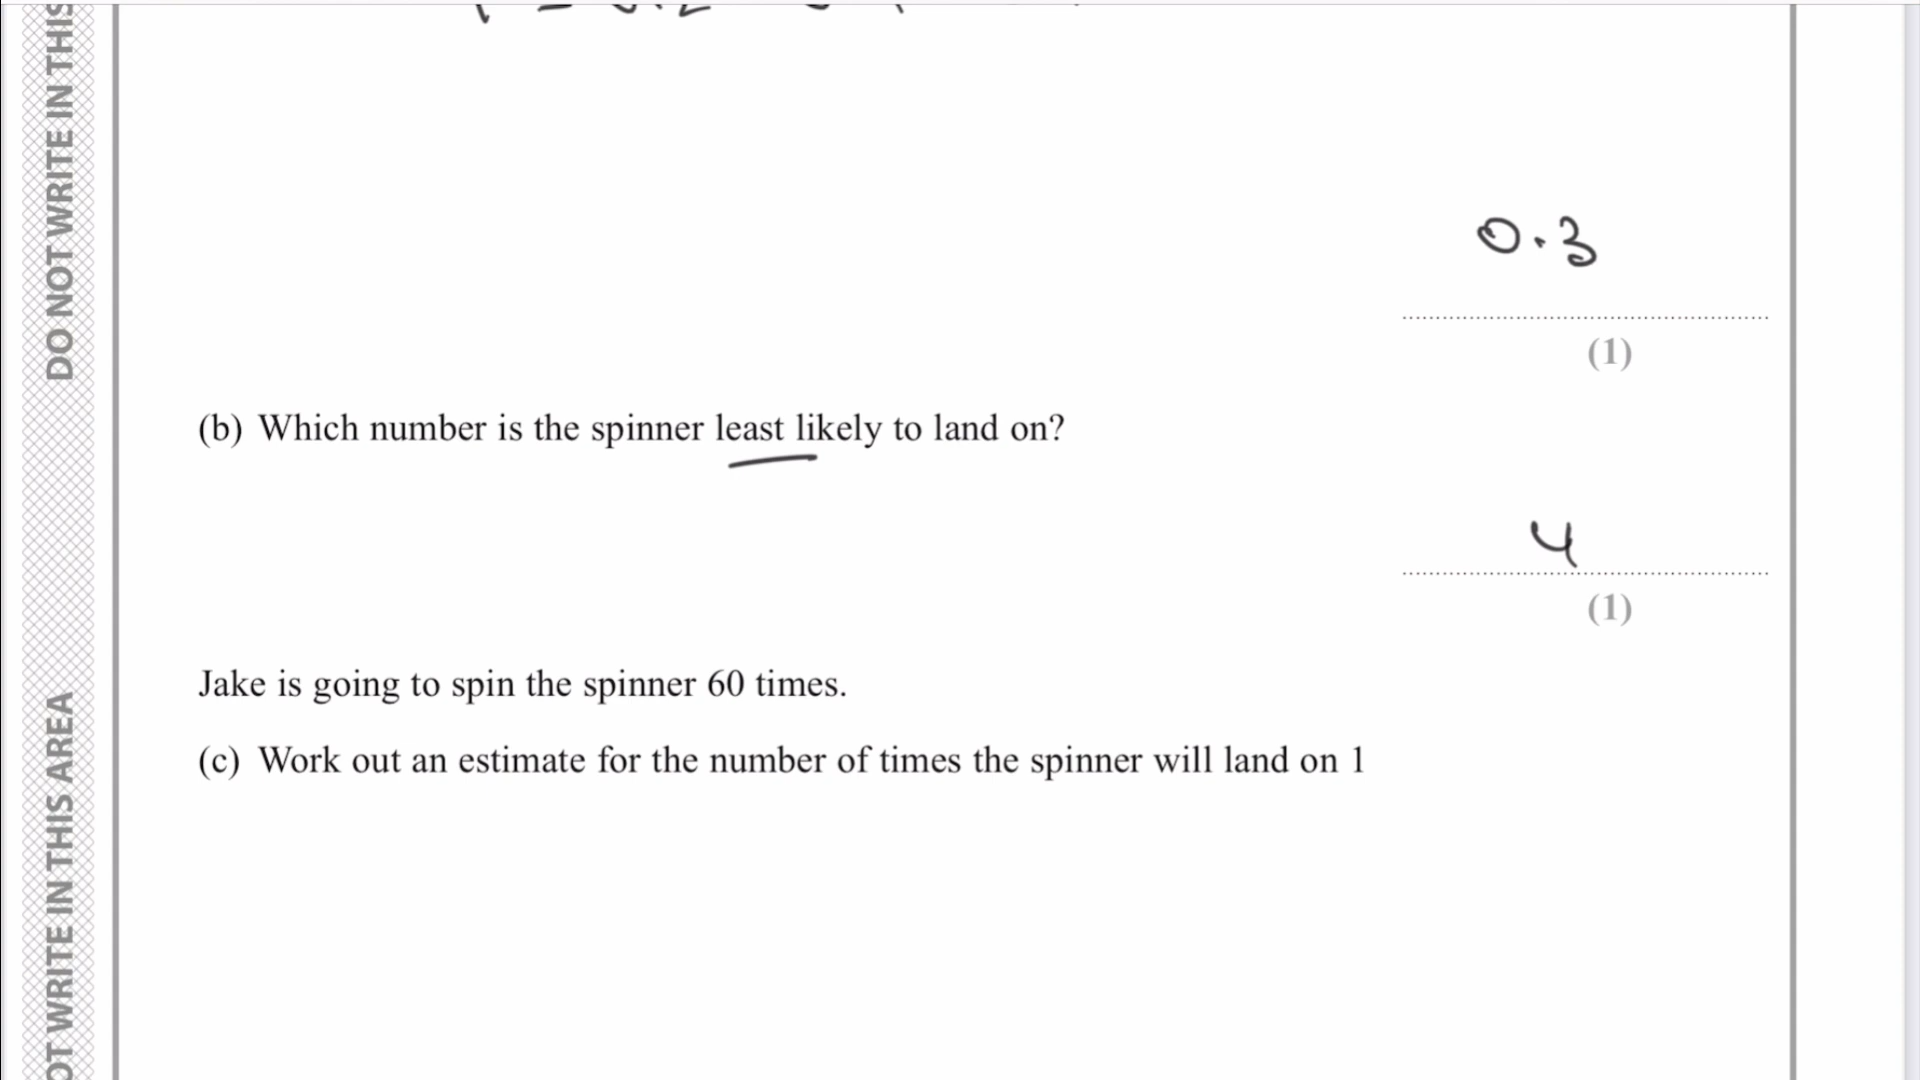 DO NOT WRITE IN THIS
0.3
(1)
(b) Which number is the spinner least likely to land on?
4
(1)
Jake is going to spin the spinner 60 times.
(c) Work out an estimate for the number of times the spinner will land on 1
OT WRITE IN THIS AREA